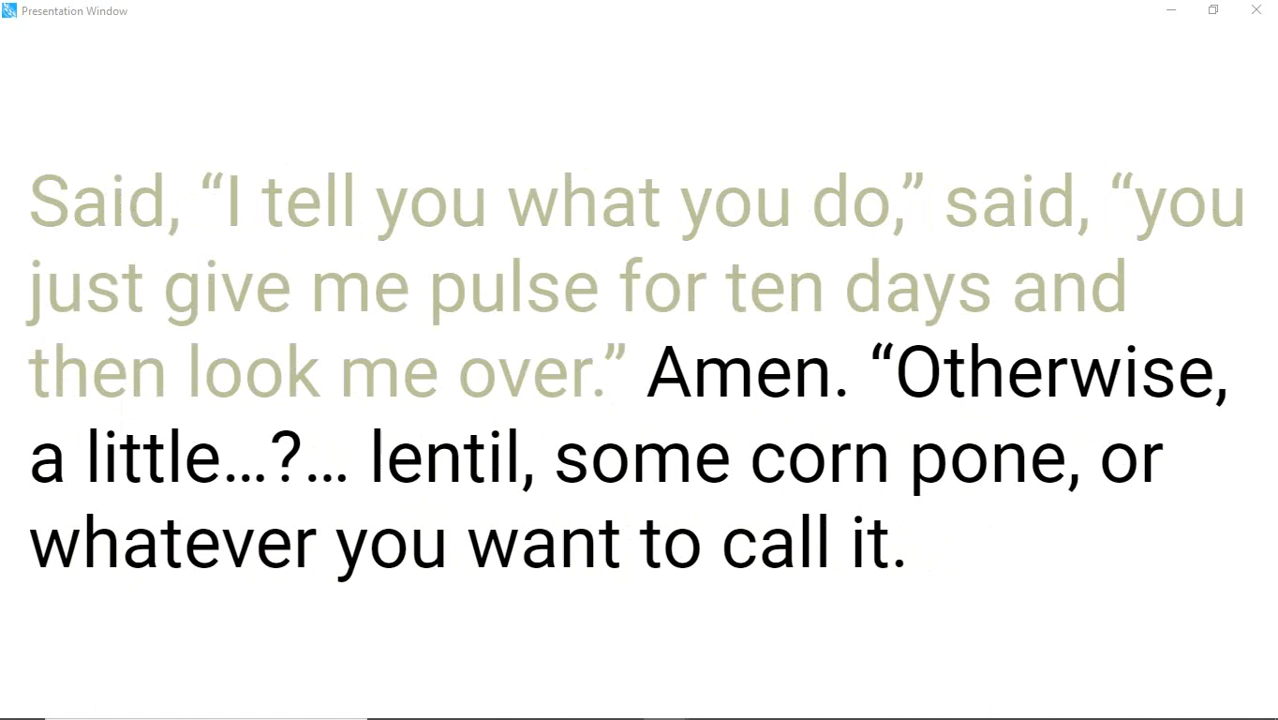 Presentation Window
Said, “I tell you what you do,” said, “you
just give me pulse for ten days and
then look me over.” Amen. “Otherwise,
a little…?… lentil, some corn pone, or
whatever you want to call it.